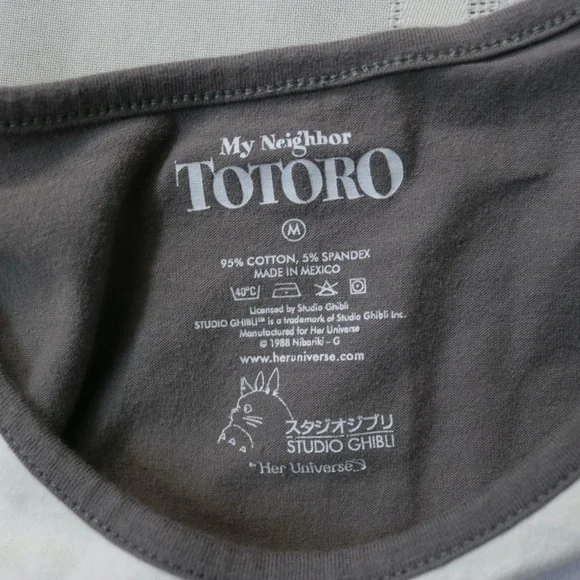 My Neighbor
TOTORO
M
95% COTTON, 5% SPANDEX
MADE IN MEXICO
40°C
Licensed by Studio Ghibli
STUDIO GHIBLI℠ is a trademark of Studio Ghibli Inc.
Manufactured for Her Universe
© 1988 Nibariki - G
www.heruniverse.com
スタジオジブリ
STUDIO GHIBLI
Her Universe